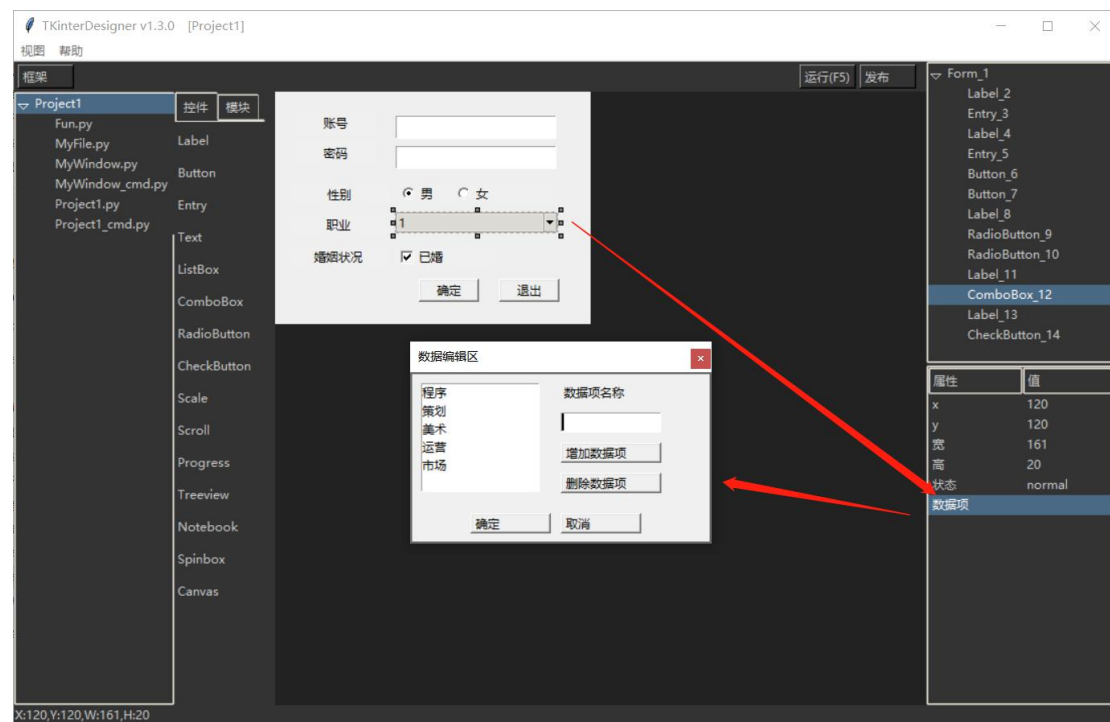 TKinterDesigner v1.3.0 [Project1]
视图 帮助
框架
运行(F5) 发布
Project1
Fun.py
MyFile.py
MyWindow.py
MyWindow_cmd.py
Project1.py
Project1_cmd.py
控件 模块
Label
Button
Entry
Text
ListBox
ComboBox
RadioButton
CheckButton
Scale
Scroll
Progress
Treeview
Notebook
Spinbox
Canvas
账号
密码
性别 男 女
职业 1
婚姻状况 已婚
确定 退出
数据编辑区
程序
策划
美术
运营
市场
数据项名称
增加数据项
删除数据项
确定 取消
Form_1
Label_2
Entry_3
Label_4
Entry_5
Button_6
Button_7
Label_8
RadioButton_9
RadioButton_10
Label_11
ComboBox_12
Label_13
CheckButton_14
属性 值
x 120
y 120
宽 161
高 20
状态 normal
数据项
X:120,Y:120,W:161,H:20